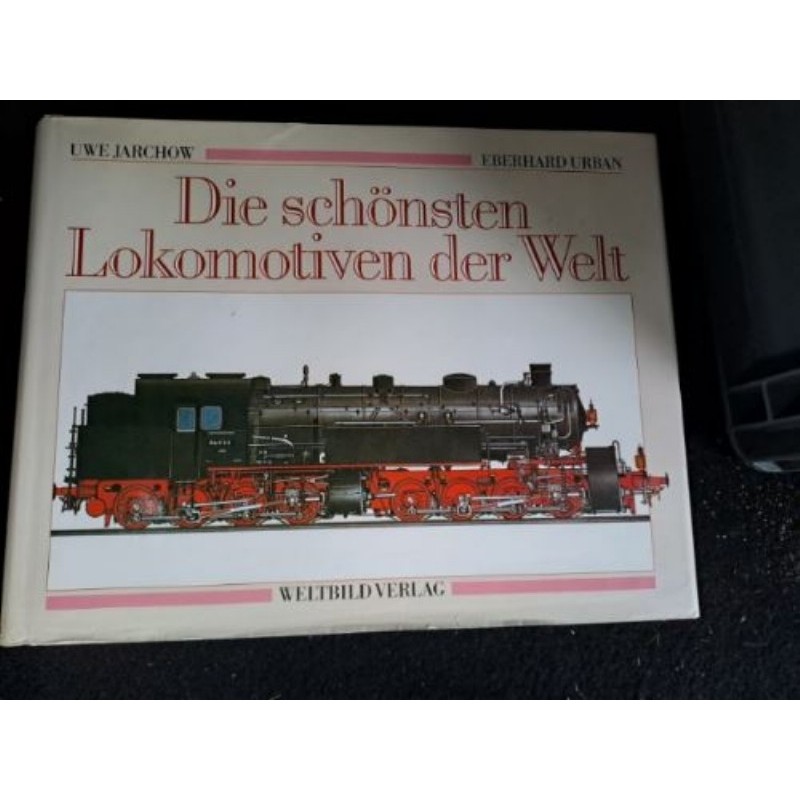 UWE JARCHOW
EBERHARD URBAN
Die schönsten
Lokomotiven der Welt
WELTBILD VERLAG